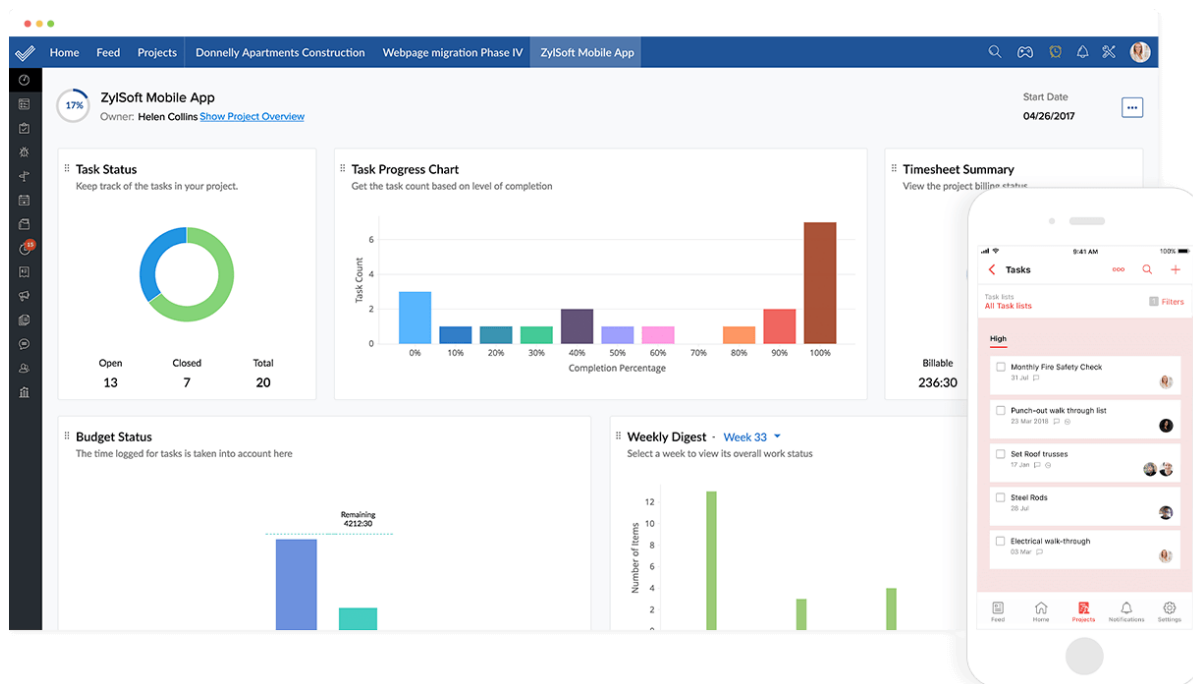 Home Feed Projects Donnelly Apartments Construction Webpage migration Phase IV ZylSoft Mobile App
17%
ZylSoft Mobile App
Owner: Helen Collins Show Project Overview
Start Date
04/26/2017
15
Task Status
Keep track of the tasks in your project.
Open Closed Total
13 7 20
Task Progress Chart
Get the task count based on level of completion
Task Count
6
4
2
0
0% 10% 20% 30% 40% 50% 60% 70% 80% 90% 100%
Completion Percentage
Timesheet Summary
View the project billing status
Billable
236:30
Budget Status
The time logged for tasks is taken into account here
Remaining
4212:30
Weekly Digest · Week 33
Select a week to view its overall work status
Number of Items
12
10
8
6
4
2
9:41 AM 100%
Tasks
Task lists
All Task lists
1 Filters
High
Monthly Fire Safety Check
31 Jul
Punch-out walk through list
23 Mar 2018
Set Roof trusses
17 Jan
Steel Rods
28 Jul
Electrical walk-through
03 Mar
Feed Home Projects Notifications Settings